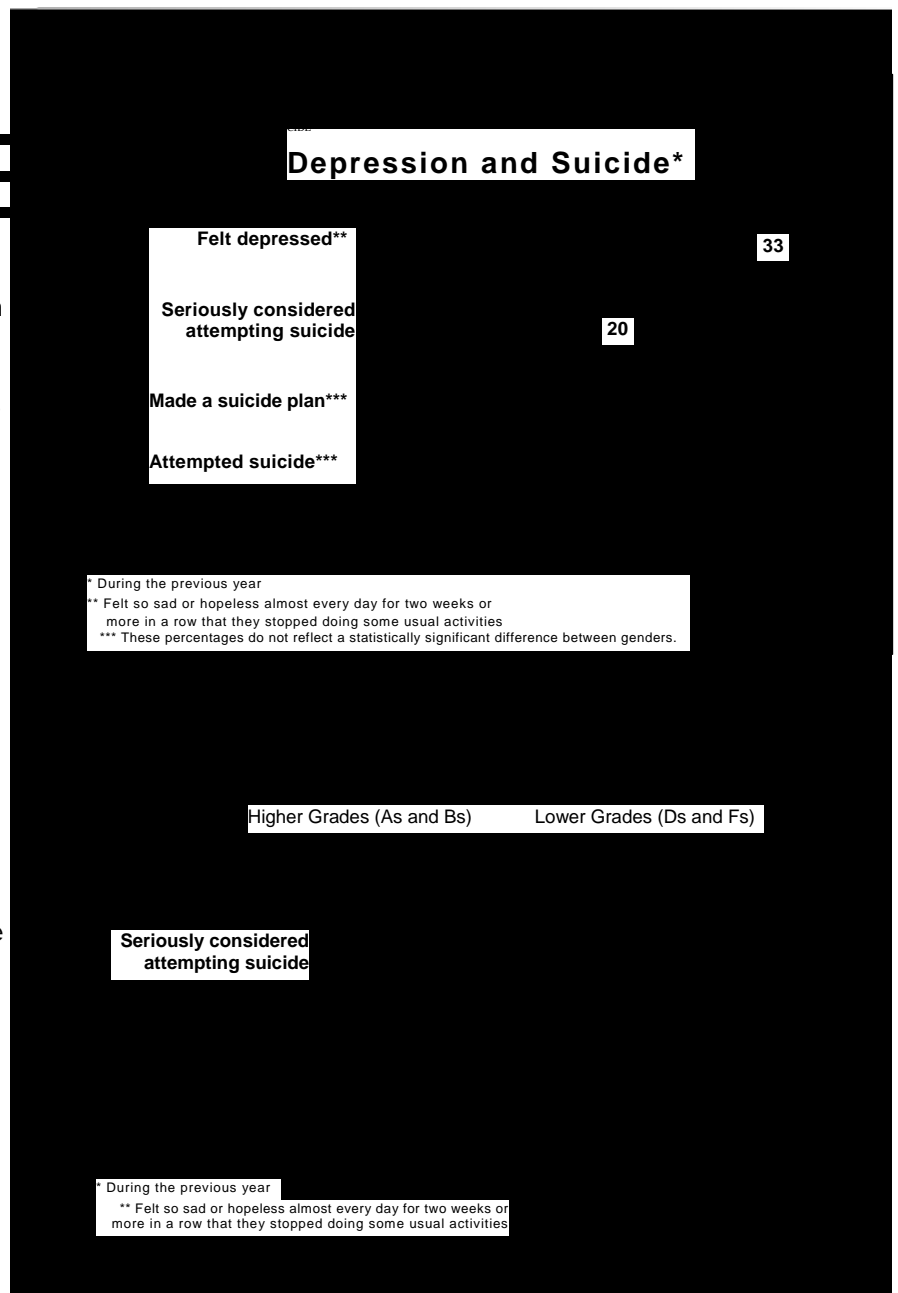 Depression and Suicide*
Felt depressed**
33
Seriously considered
attempting suicide
20
Made a suicide plan***
Attempted suicide***
* During the previous year
** Felt so sad or hopeless almost every day for two weeks or
more in a row that they stopped doing some usual activities
*** These percentages do not reflect a statistically significant difference between genders.
Higher Grades (As and Bs) Lower Grades (Ds and Fs)
Seriously considered
attempting suicide
* During the previous year
** Felt so sad or hopeless almost every day for two weeks or
more in a row that they stopped doing some usual activities